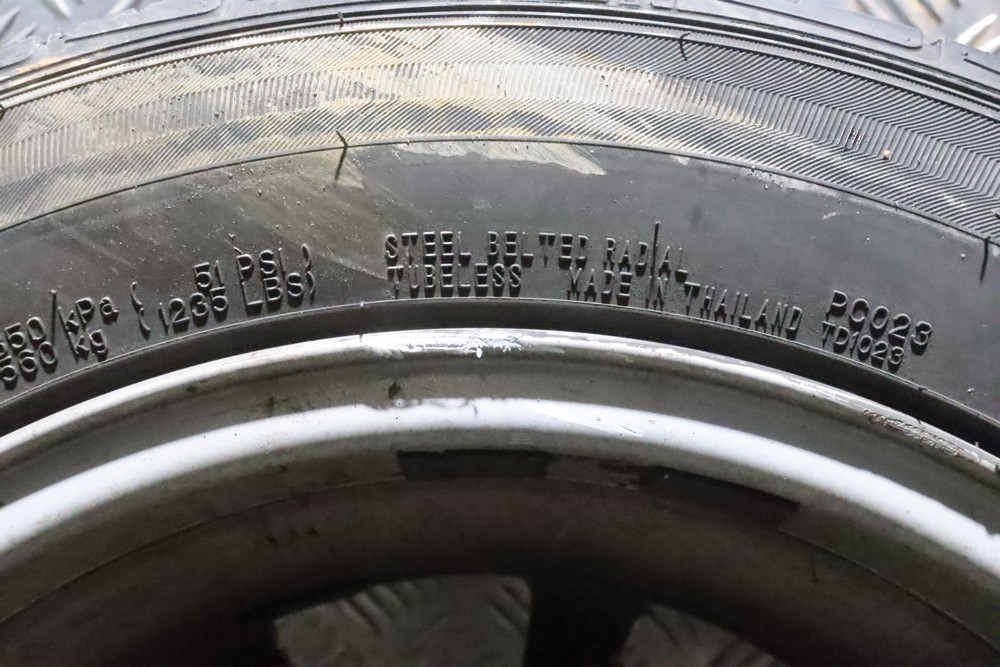 350/kPa ( 51 PSI )
560/kg ( 1235 LBS )
STEEL BELTED RADIAL
TUBELESS MADE IN THAILAND
PC023
TD1023